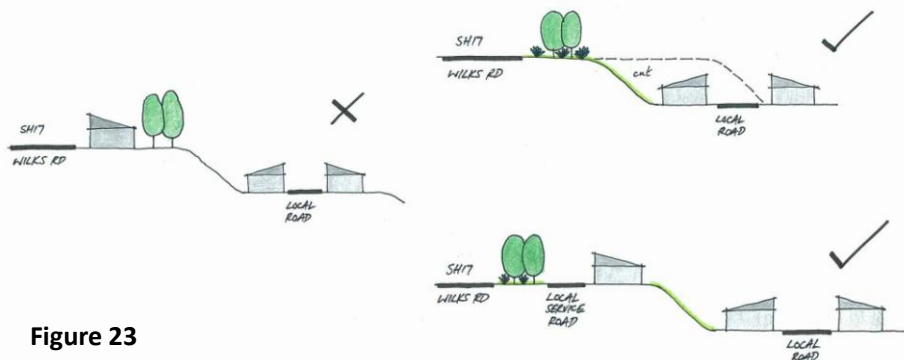 SH17
WILKS RD
LOCAL
ROAD
SH17
WILKS RD
cut
LOCAL
ROAD
SH17
WILKS RD
LOCAL
SERVICE
ROAD
LOCAL
ROAD
Figure 23